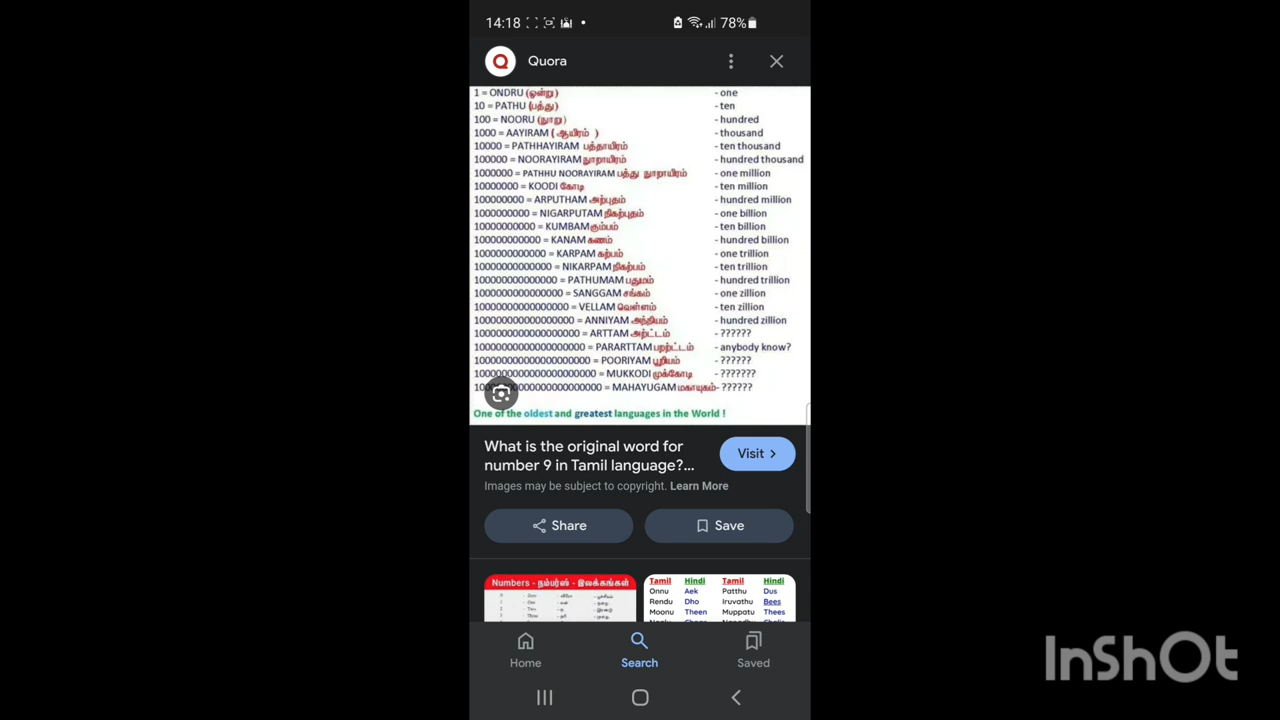 14:18 78%
Quora
1 = ONDRU (ஒன்று) - one
10 = PATHU (பத்து) - ten
100 = NOORU (நூறு) - hundred
1000 = AAYIRAM ( ஆயிரம் ) - thousand
10000 = PATHHAYIRAM பத்தாயிரம் - ten thousand
100000 = NOORAYIRAM நூறாயிரம் - hundred thousand
1000000 = PATHHU NOORAYIRAM பத்து நூறாயிரம் - one million
10000000 = KOODI கோடி - ten million
100000000 = ARPUTHAM அற்புதம் - hundred million
1000000000 = NIGARPUTAM நிகற்புதம் - one billion
10000000000 = KUMBAM கும்பம் - ten billion
100000000000 = KANAM கணம் - hundred billion
1000000000000 = KARPAM கற்பம் - one trillion
10000000000000 = NIKARPAM நிகற்பம் - ten trillion
100000000000000 = PATHUMAM பதுமம் - hundred trillion
1000000000000000 = SANGGAM சங்கம் - one zillion
10000000000000000 = VELLAM வெள்ளம் - ten zillion
100000000000000000 = ANNIYAM அந்நியம் - hundred zillion
= ARTTAM அற்ட்டம் - ??????
= PARARTTAM பறற்ட்டம் - anybody know?
= POORIYAM பூரியம் - ??????
= MUKKODI முக்கோடி - ???????
= MAHAYUGAM மகாயுகம் - ??????
One of the oldest and greatest languages in the World !
What is the original word for
number 9 in Tamil language?...
Visit
Images may be subject to copyright. Learn More
Share Save
Numbers - நம்பர்ஸ் - இலக்கங்கள்
Tamil Hindi Tamil Hindi
Onnu Aek Patthu Dus
Rendu Dho Iruvathu Bees
Moonu Theen Muppatu Thees
Home Search Saved
InShOt